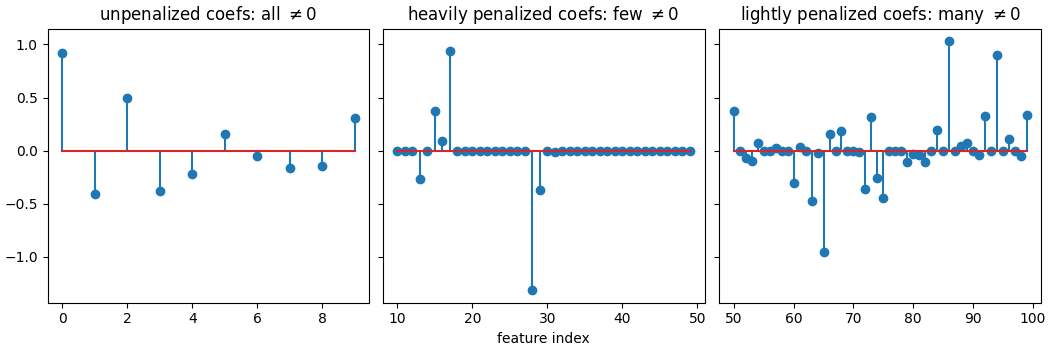 unpenalized coefs: all ≠0
heavily penalized coefs: few ≠0
lightly penalized coefs: many ≠0
1.0
0.5
0.0
−0.5
−1.0
0 2 4 6 8
10 20 30 40 50
50 60 70 80 90 100
feature index